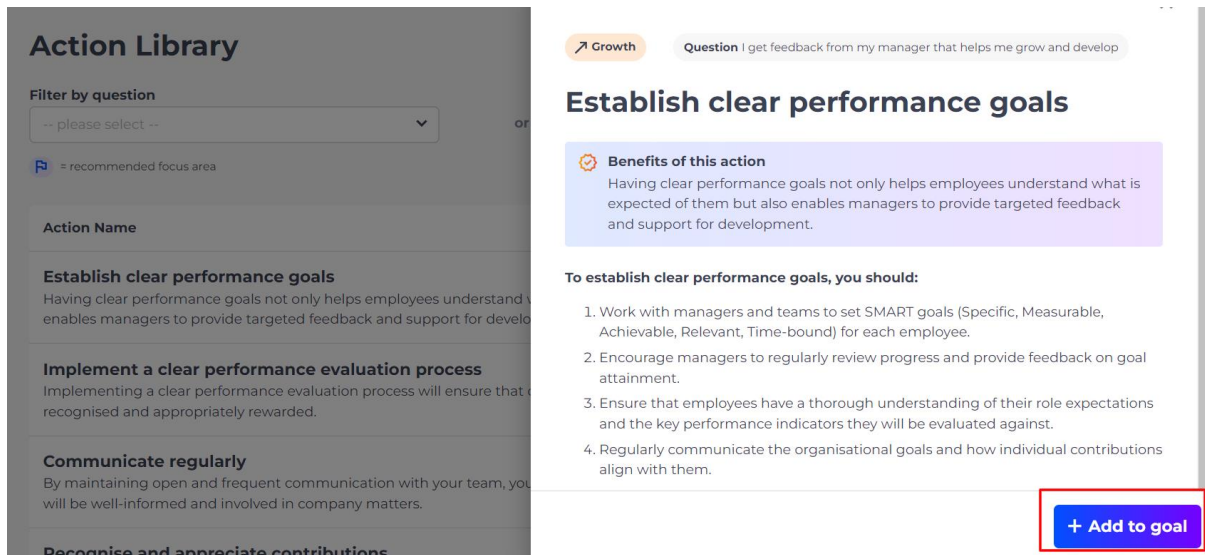 Action Library
Filter by question
-- please select --
or
= recommended focus area
Action Name
Establish clear performance goals
Having clear performance goals not only helps employees understand
enables managers to provide targeted feedback and support for develo
Implement a clear performance evaluation process
Implementing a clear performance evaluation process will ensure that
recognised and appropriately rewarded.
Communicate regularly
By maintaining open and frequent communication with your team, you
will be well-informed and involved in company matters.
Recognise and appreciate contributions
Growth
Question I get feedback from my manager that helps me grow and develop
Establish clear performance goals
Benefits of this action
Having clear performance goals not only helps employees understand what is
expected of them but also enables managers to provide targeted feedback
and support for development.
To establish clear performance goals, you should:
1. Work with managers and teams to set SMART goals (Specific, Measurable,
Achievable, Relevant, Time-bound) for each employee.
2. Encourage managers to regularly review progress and provide feedback on goal
attainment.
3. Ensure that employees have a thorough understanding of their role expectations
and the key performance indicators they will be evaluated against.
4. Regularly communicate the organisational goals and how individual contributions
align with them.
+ Add to goal